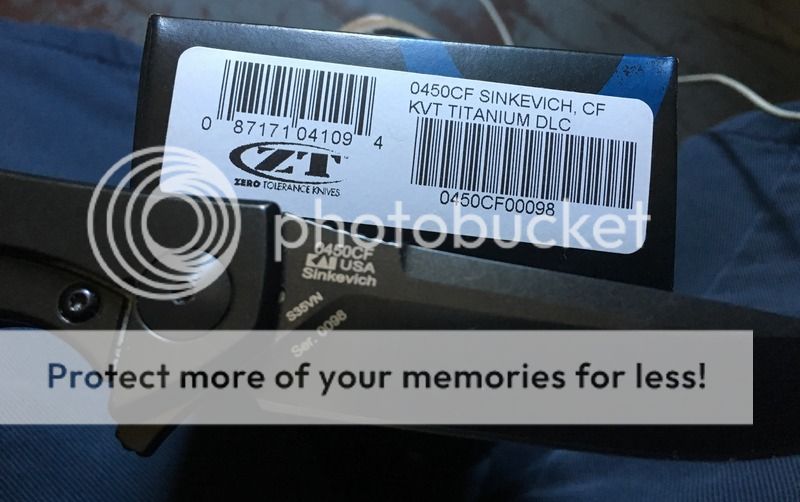 0450CF SINKEVICH, CF
KVT TITANIUM DLC
0 87171 04109 4
ZT
ZERO TOLERANCE KNIVES
0450CF00098
photobucket
0450CF
KAI USA
Sinkevich
S35VN
Ser. 0098
Protect more of your memories for less!